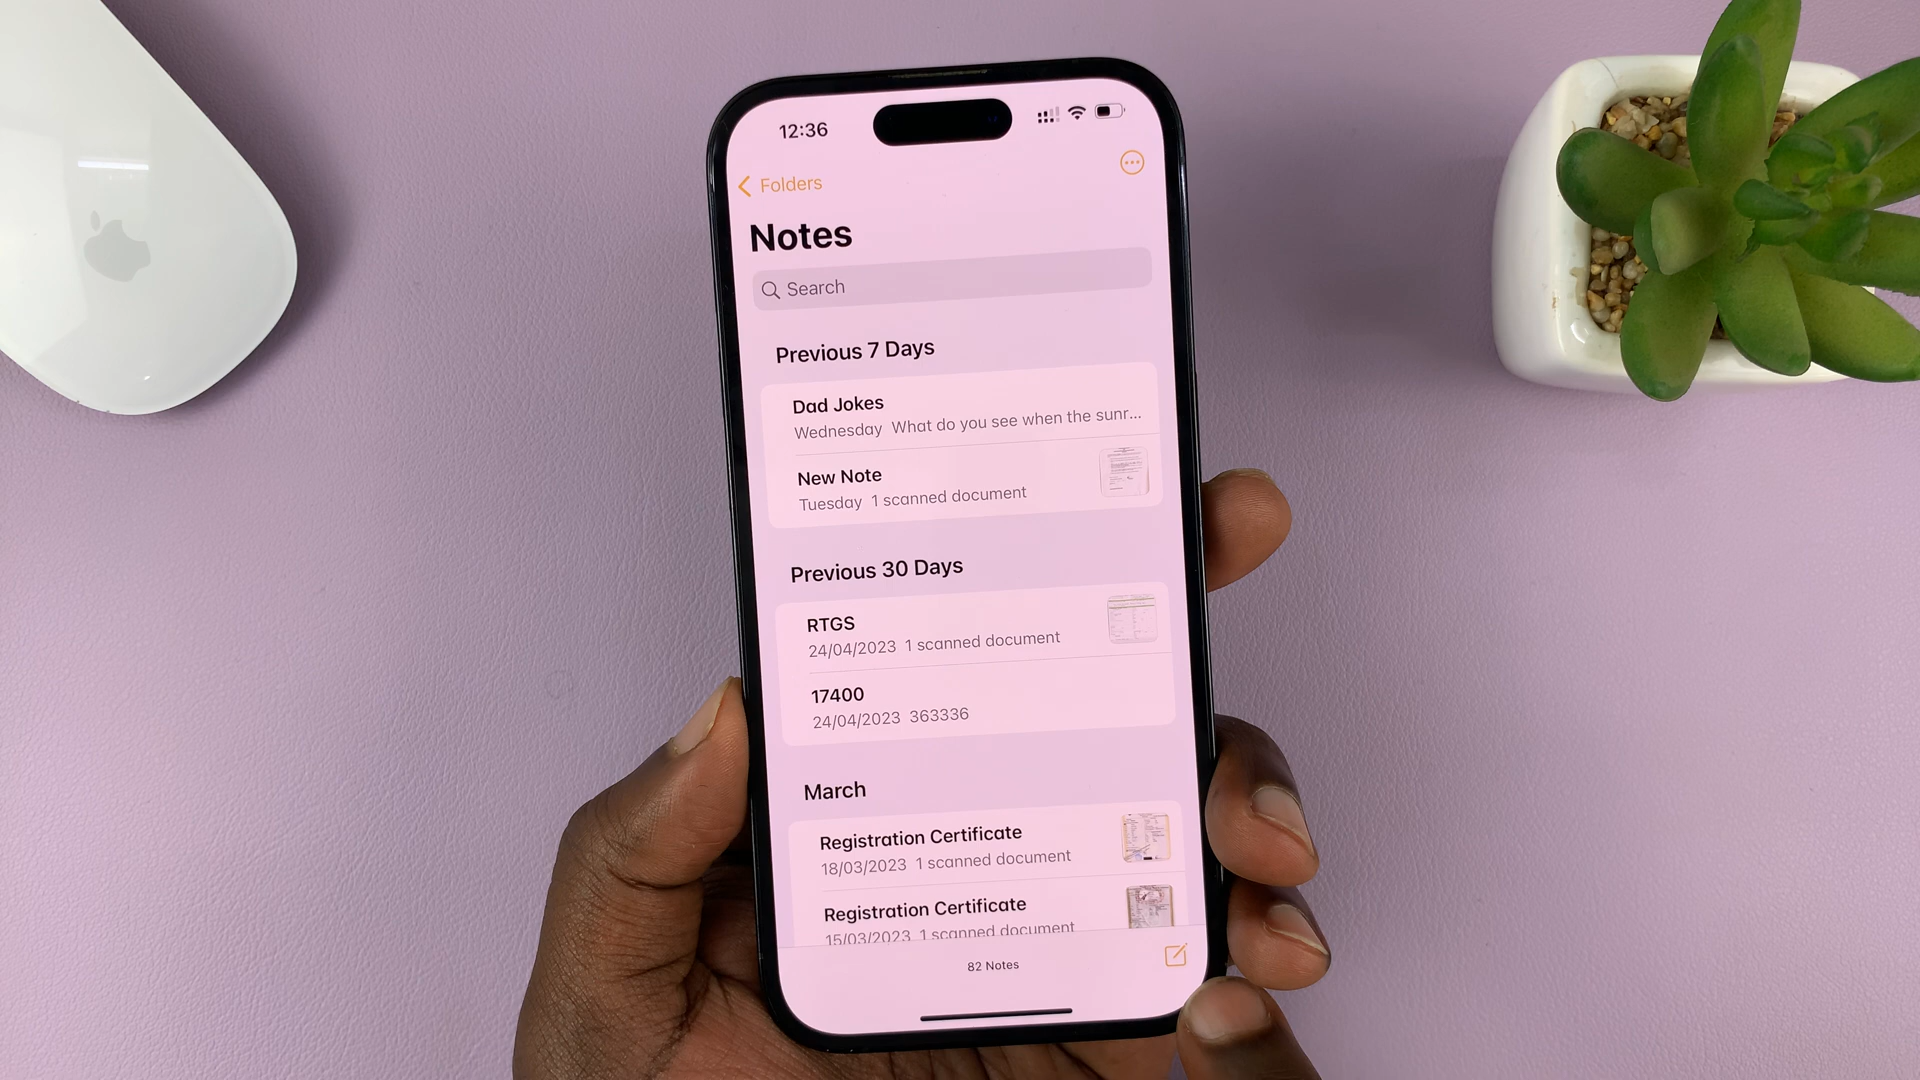 12:36
Folders
Notes
Search
Previous 7 Days
Dad Jokes
Wednesday What do you see when the sunr...
New Note
Tuesday 1 scanned document
Previous 30 Days
RTGS
24/04/2023 1 scanned document
17400
24/04/2023 363336
March
Registration Certificate
18/03/2023 1 scanned document
Registration Certificate
15/03/2023 1 scanned document
82 Notes